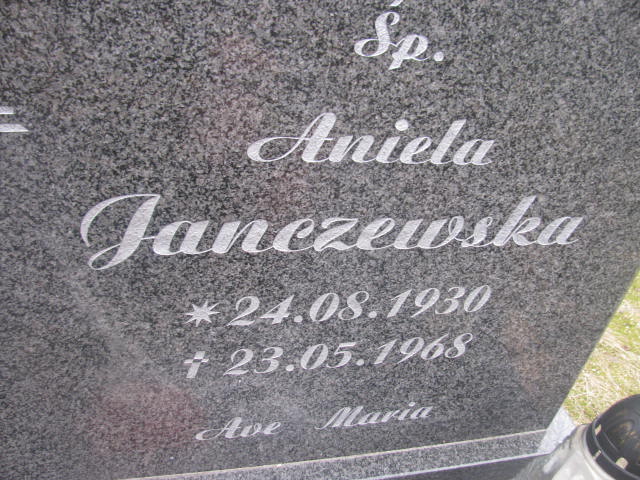 Śp.
Aniela
Janczewska
* 24.08.1930
† 23.05.1968
Ave Maria